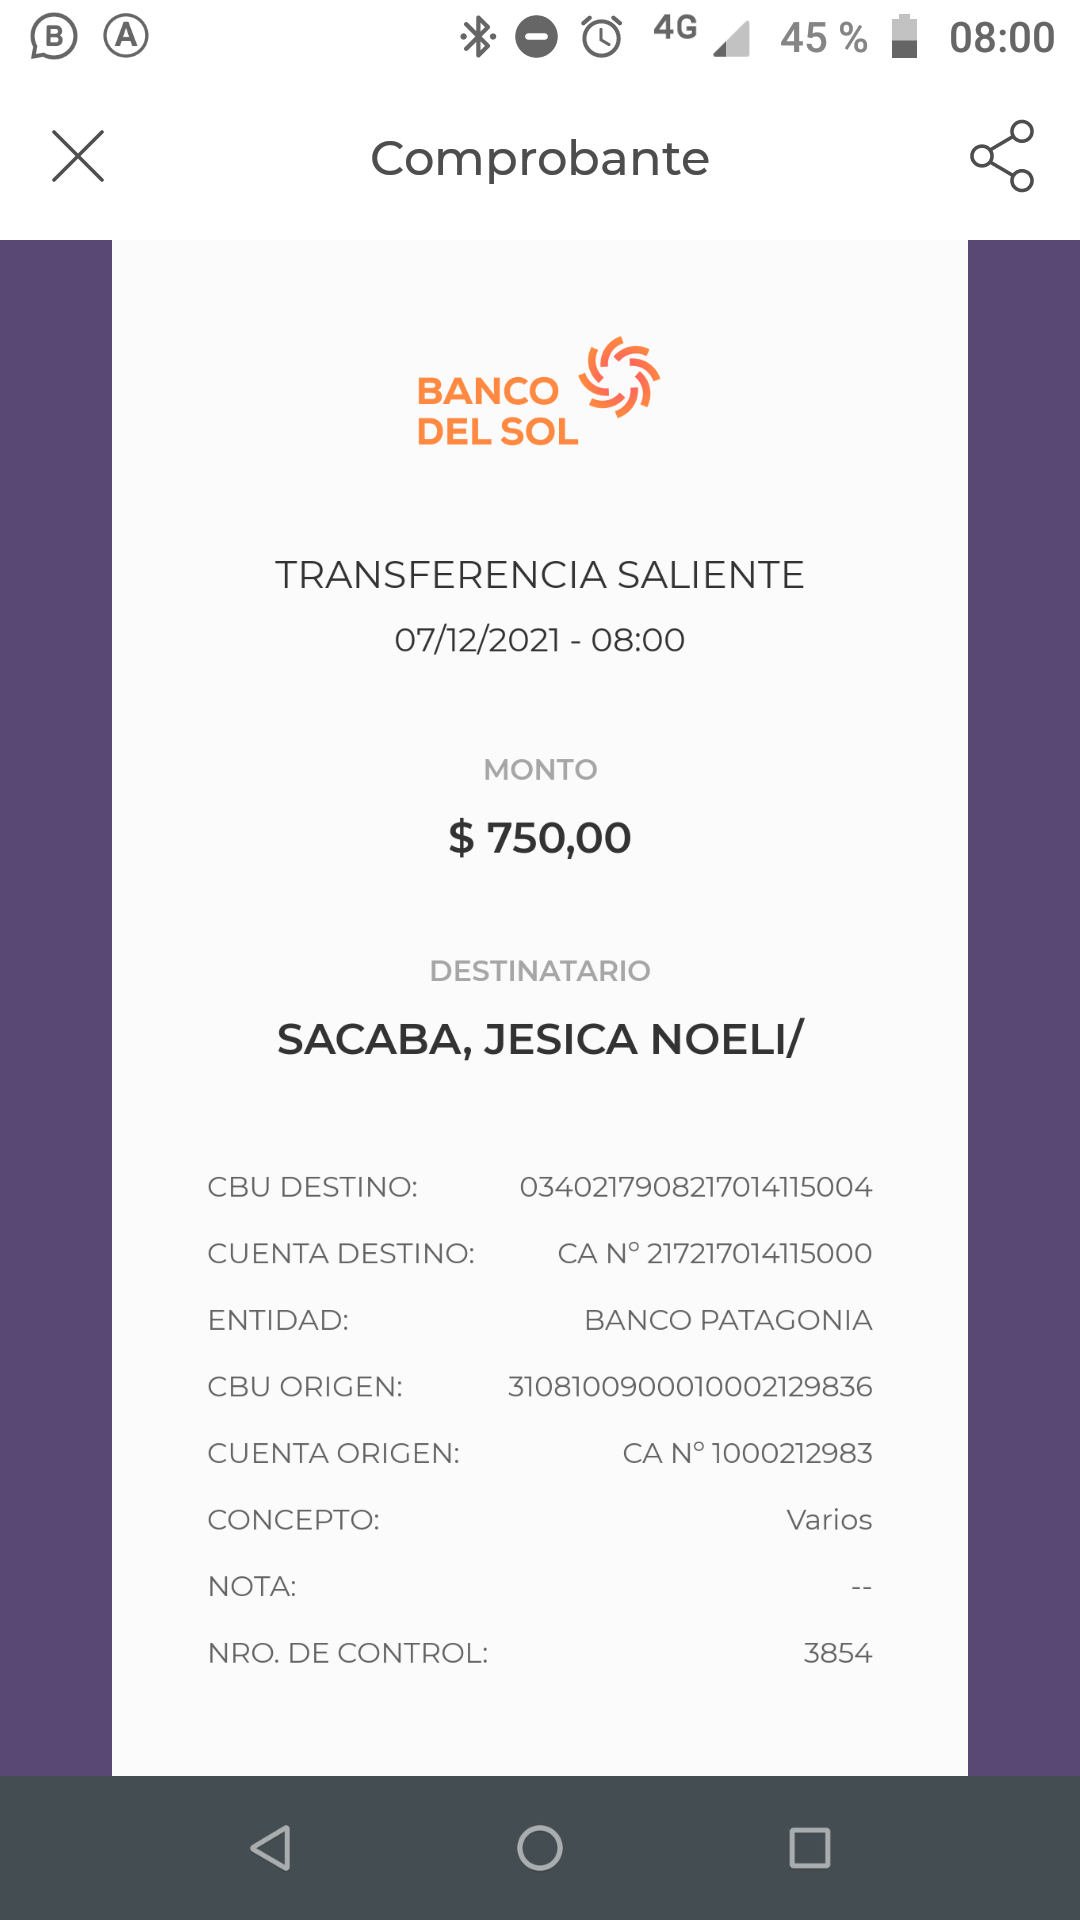 B A 4G 45 % 08:00
Comprobante
BANCO
DEL SOL
TRANSFERENCIA SALIENTE
07/12/2021 - 08:00
MONTO
$ 750,00
DESTINATARIO
SACABA, JESICA NOELI/
CBU DESTINO: 0340217908217014115004
CUENTA DESTINO: CA Nº 217217014115000
ENTIDAD: BANCO PATAGONIA
CBU ORIGEN: 3108100900010002129836
CUENTA ORIGEN: CA Nº 1000212983
CONCEPTO: Varios
NOTA: --
NRO. DE CONTROL: 3854